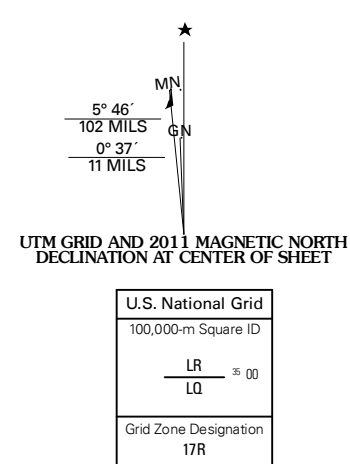 ★
MN
5° 46´
102 MILS
GN
0° 37´
11 MILS
UTM GRID AND 2011 MAGNETIC NORTH
DECLINATION AT CENTER OF SHEET
U.S. National Grid
100,000-m Square ID
LR
35 00
LQ
Grid Zone Designation
17R